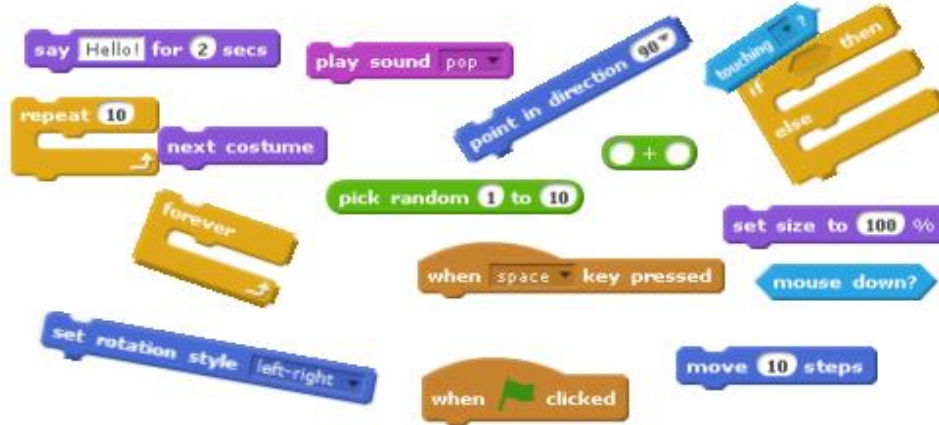 say Hello! for 2 secs
play sound pop
point in direction 90
touching ?
if then
else
repeat 10
next costume
+
pick random 1 to 10
forever
set size to 100 %
when space key pressed
mouse down?
set rotation style left-right
when clicked
move 10 steps